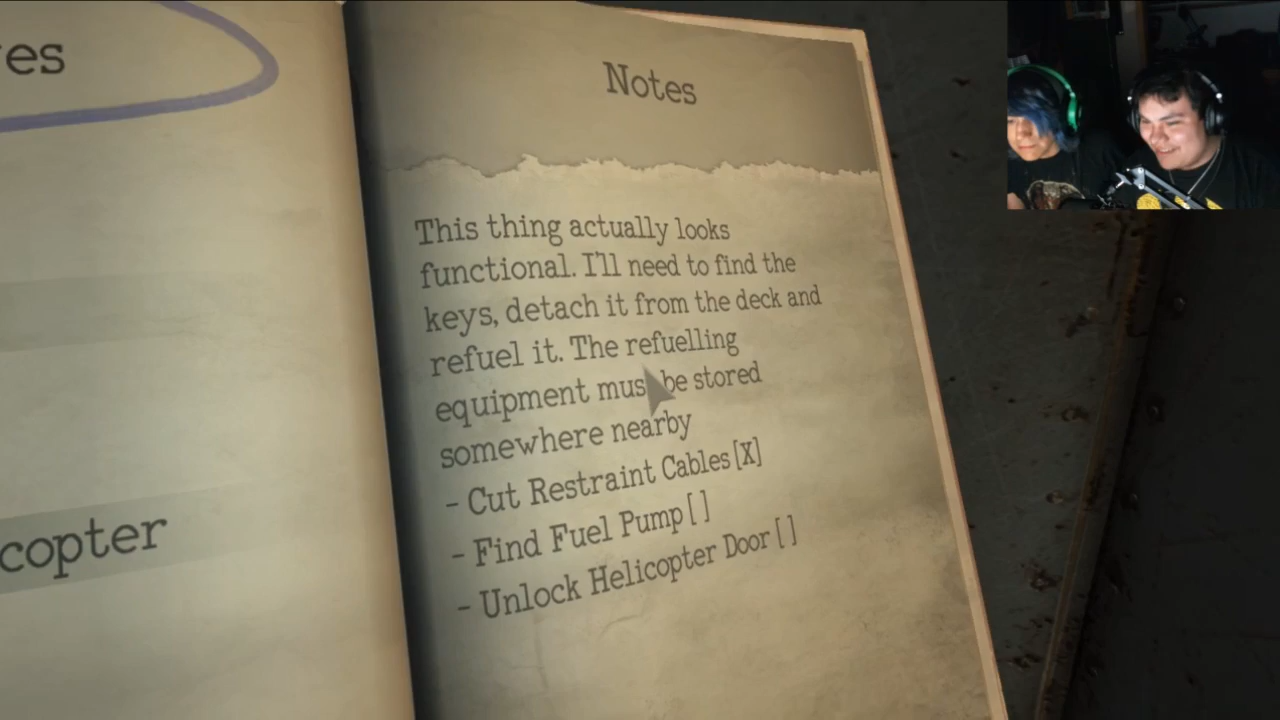 es
Notes
This thing actually looks
functional. I'll need to find the
keys, detach it from the deck and
refuel it. The refuelling
equipment must be stored
somewhere nearby
- Cut Restraint Cables[X]
- Find Fuel Pump[ ]
- Unlock Helicopter Door[ ]
copter